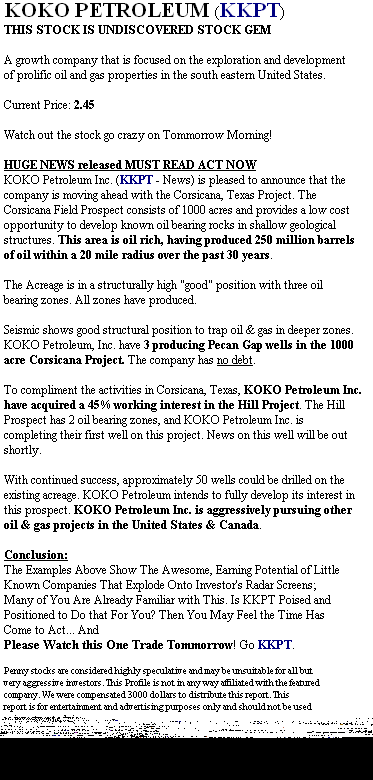 KOKO PETROLEUM (KKPT)
THIS STOCK IS UNDISCOVERED STOCK GEM
A growth company that is focused on the exploration and development
of prolific oil and gas properties in the south eastern United States.
Current Price: 2.45
Watch out the stock go crazy on Tommorrow Morning!
HUGE NEWS released MUST READ ACT NOW
KOKO Petroleum Inc. (KKPT - News) is pleased to announce that the
company is moving ahead with the Corsicana, Texas Project. The
Corsicana Field Prospect consists of 1000 acres and provides a low cost
opportunity to develop known oil bearing rocks in shallow geological
structures. This area is oil rich, having produced 250 million barrels
of oil within a 20 mile radius over the past 30 years.
The Acreage is in a structurally high "good" position with three oil
bearing zones. All zones have produced.
Seismic shows good structural position to trap oil & gas in deeper zones.
KOKO Petroleum, Inc. have 3 producing Pecan Gap wells in the 1000
acre Corsicana Project. The company has no debt.
To compliment the activities in Corsicana, Texas, KOKO Petroleum Inc.
have acquired a 45% working interest in the Hill Project. The Hill
Prospect has 2 oil bearing zones, and KOKO Petroleum Inc. is
completing their first well on this project. News on this well will be out
shortly.
With continued success, approximately 50 wells could be drilled on the
existing acreage. KOKO Petroleum intends to fully develop its interest in
this prospect. KOKO Petroleum Inc. is aggressively pursuing other
oil & gas projects in the United States & Canada.
Conclusion:
The Examples Above Show The Awesome, Earning Potential of Little
Known Companies That Explode Onto Investor's Radar Screens;
Many of You Are Already Familiar with This. Is KKPT Poised and
Positioned to Do that For You? Then You May Feel the Time Has
Come to Act... And
Please Watch this One Trade Tommorrow! Go KKPT.
Penny stocks are considered highly speculative and may be unsuitable for all but
very aggressive investors. This Profile is not in any way affiliated with the featured
company. We were compensated 3000 dollars to distribute this report. This
report is for entertainment and advertising purposes only and should not be used